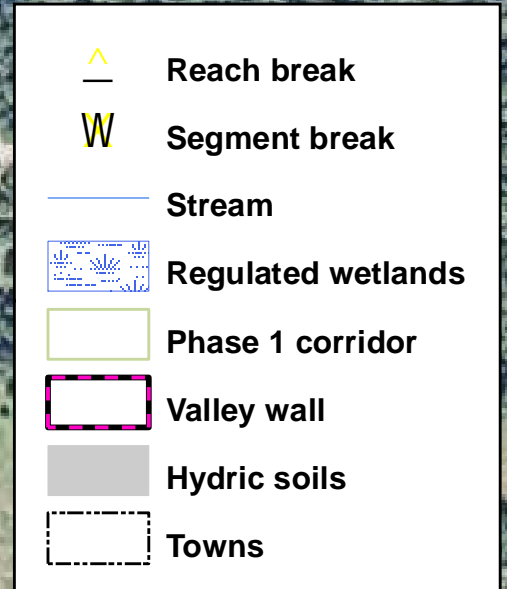 Reach break
W Segment break
Stream
Regulated wetlands
Phase 1 corridor
Valley wall
Hydric soils
Towns